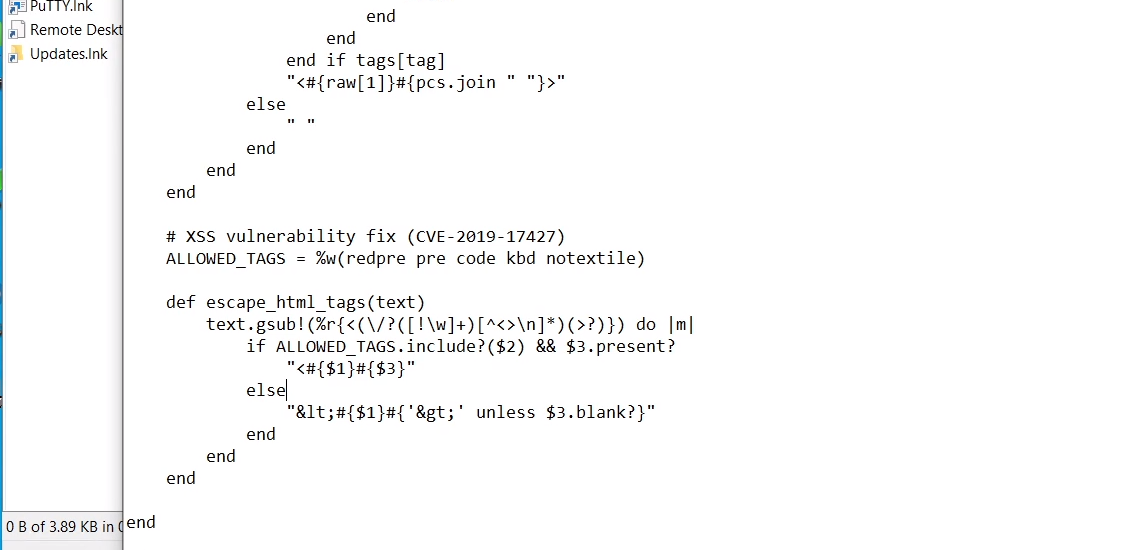 PuTTY.lnk
Remote Deskt
Updates.lnk
0 B of 3.89 KB in
end
end
end if tags[tag]
"<#{raw[1]}#{pcs.join " "}>"
else
" "
end
end
end
# XSS vulnerability fix (CVE-2019-17427)
ALLOWED_TAGS = %w(redpre pre code kbd notextile)
def escape_html_tags(text)
text.gsub!(%r{<(\/?([!\w]+)[^<>\n]*)(>?)}) do |m|
if ALLOWED_TAGS.include?($2) && $3.present?
"<#{$1}#{$3}"
else
"&lt;#{$1}#{'&gt;' unless $3.blank?}"
end
end
end
end